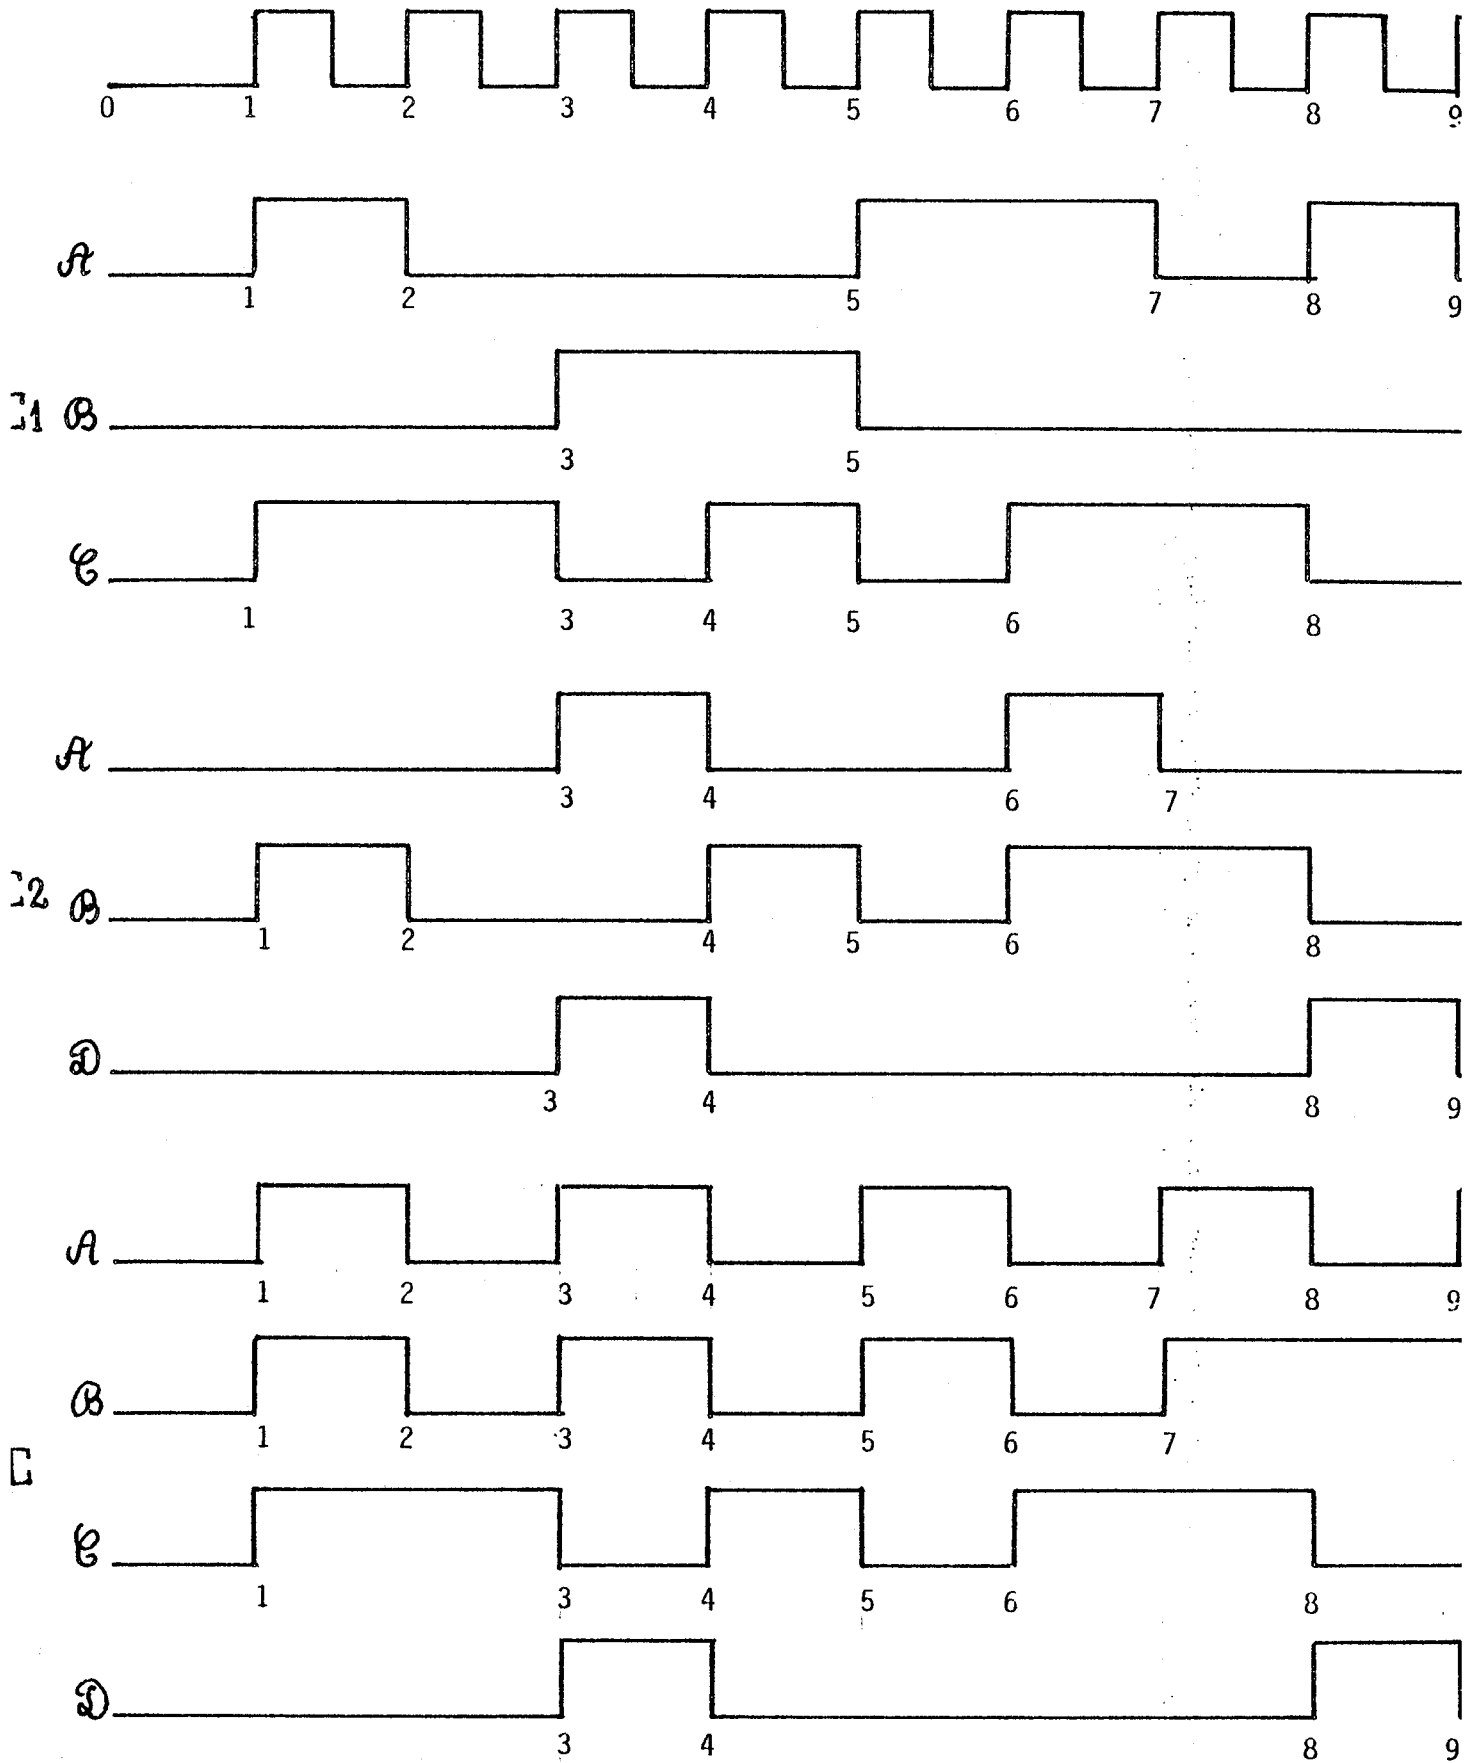 0 1 2 3 4 5 6 7 8 9
A
1 2 5 7 8 9
1 B
3 5
C
1 3 4 5 6 8
A
3 4 6 7
2 B
1 2 4 5 6 8
D
3 4 8 9
A
1 2 3 4 5 6 7 8 9
B
1 2 3 4 5 6 7
C
1 3 4 5 6 8
D
3 4 8 9